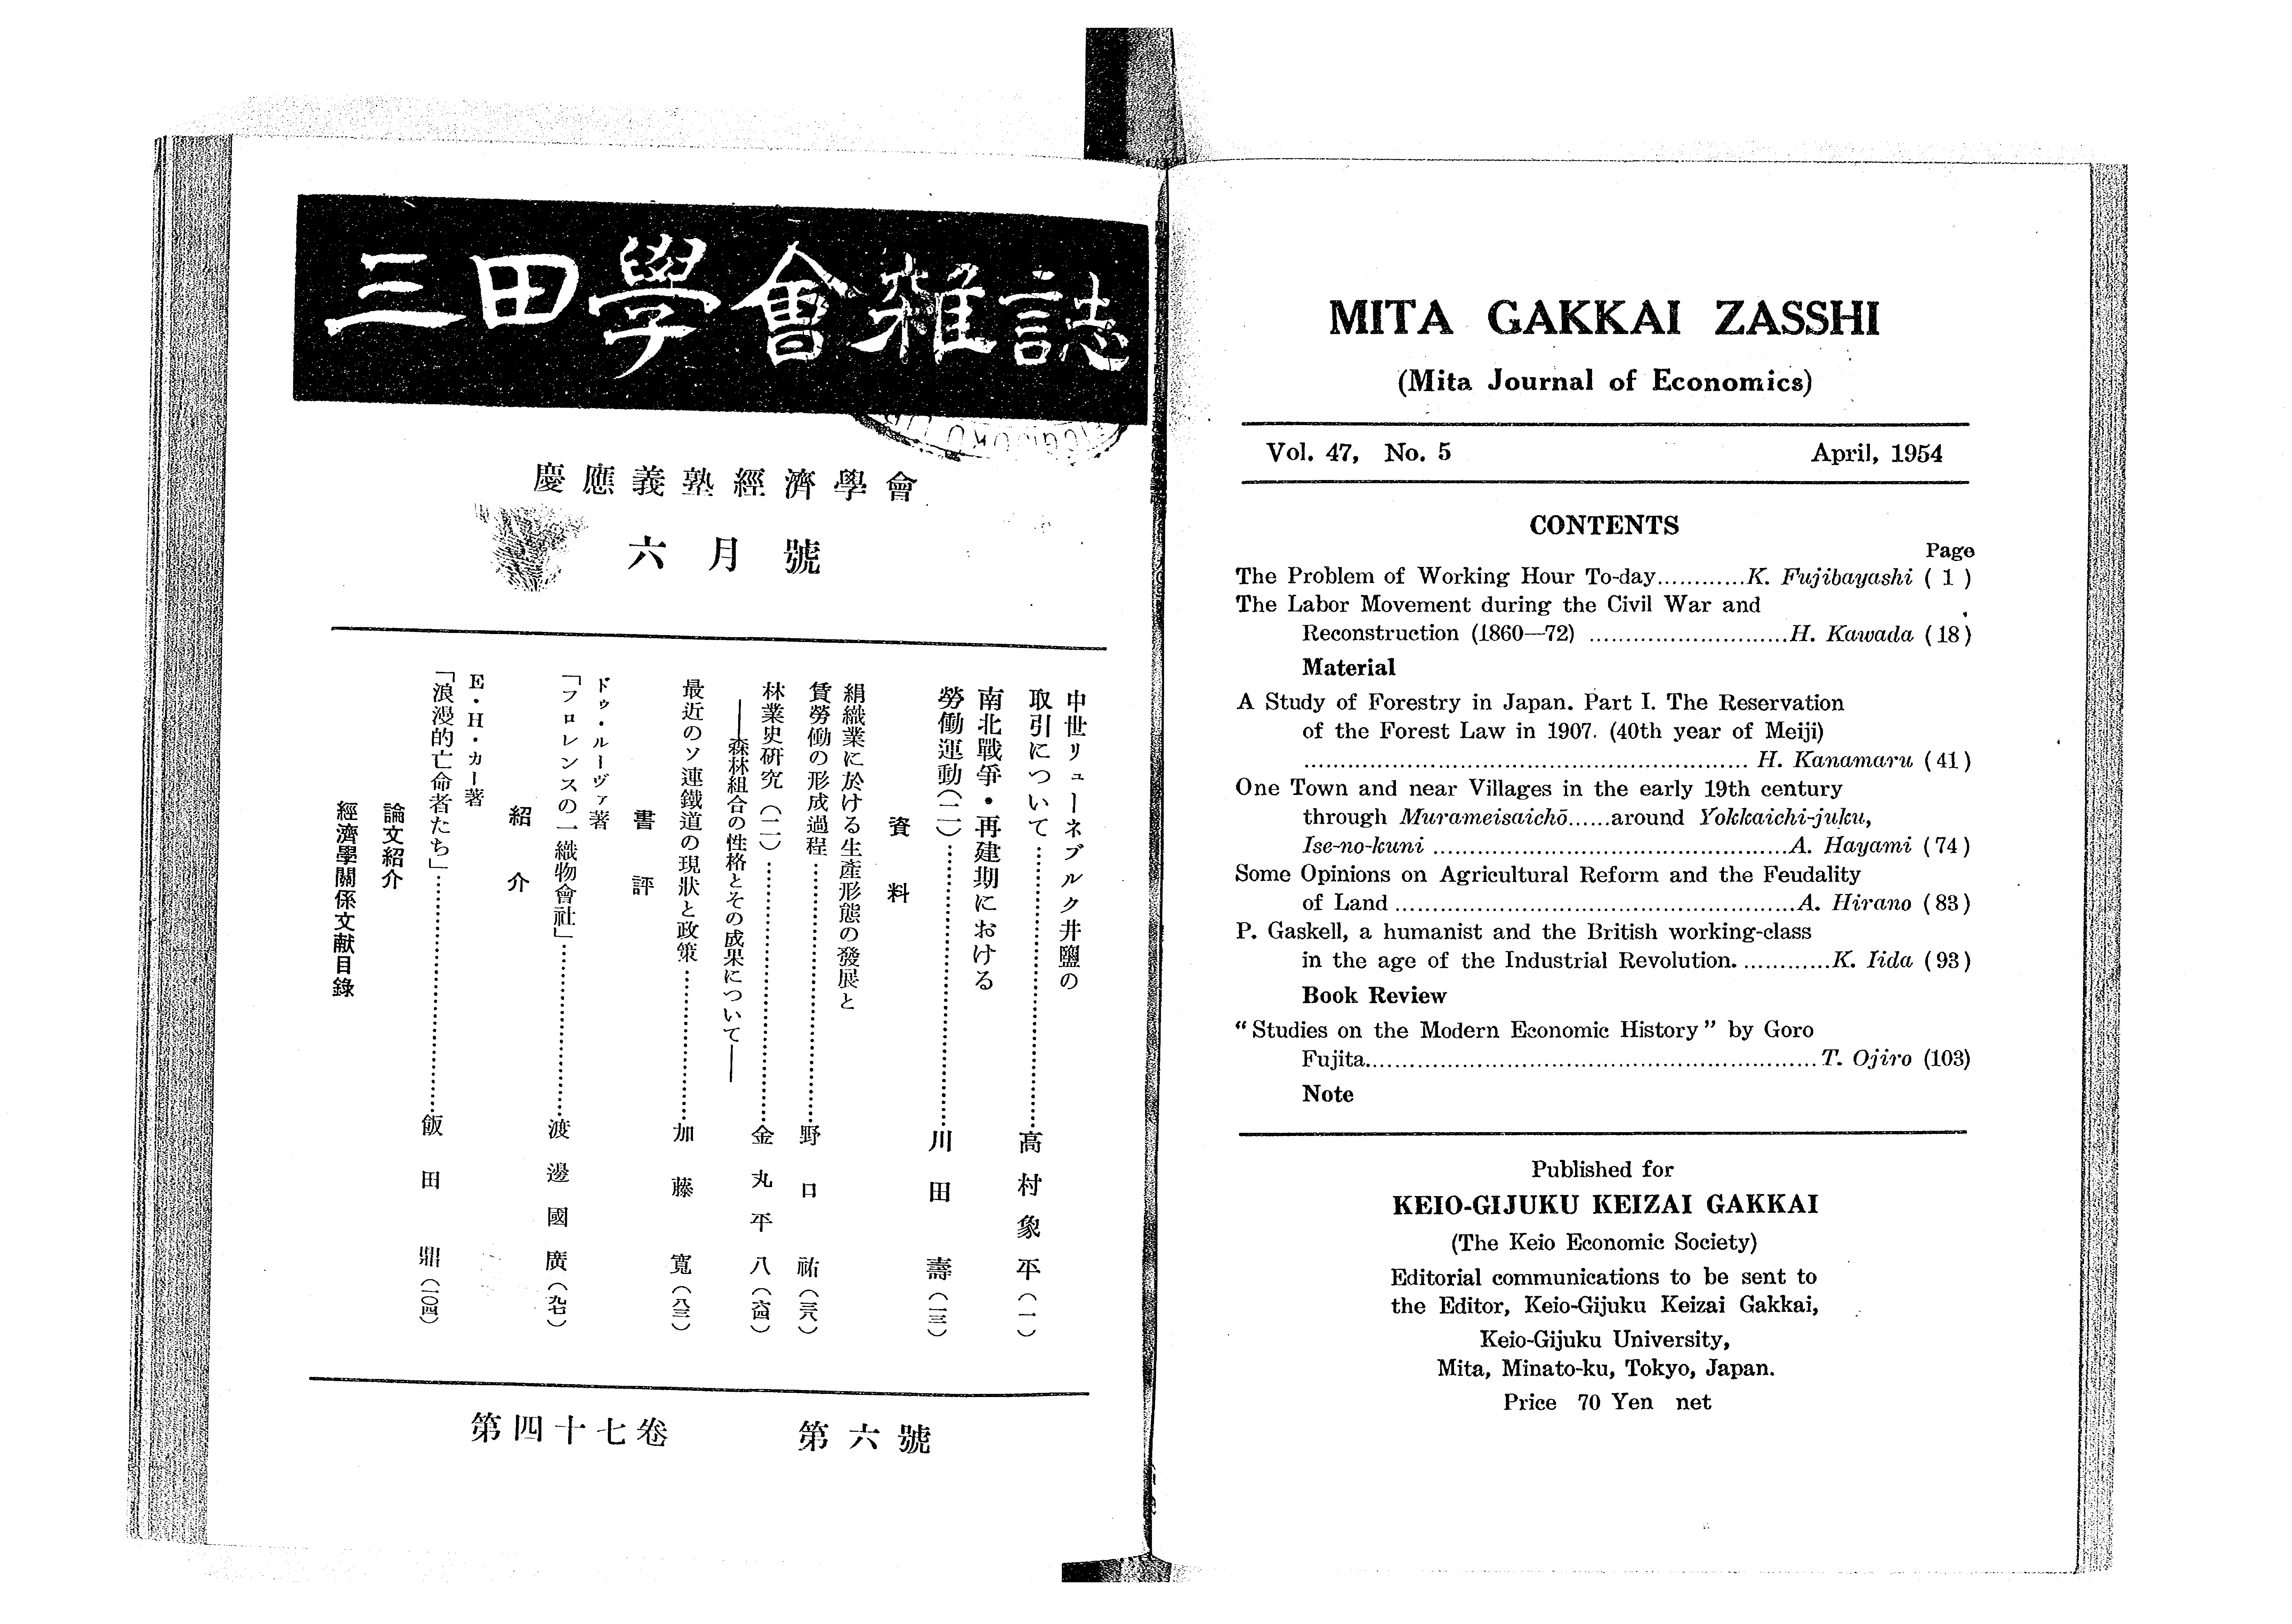 三田學會雜誌
慶應義塾經濟學會
六月號
中世リューネブルク井鹽の
取引について…………高村象平(一)
南北戰爭・再建期における
勞働運動(二)…………川田壽(一三)
資料
絹織業に於ける生產形態の發展と
賃勞働の形成過程…………野口祐(三八)
林業史硏究(二)…………金丸平八(六四)
——森林組合の性格とその成果について——
最近のソ連鐵道の現狀と政策…………加藤寬(八三)
書評
ドゥ・ルーヴァ著
「フロレンスの一織物會社」…………渡邊國廣(九七)
紹介
E・H・カー著
「浪漫的亡命者たち」…………飯田鼎(一〇四)
論文紹介
經濟學關係文献目錄
第四十七卷 第六號
MITA GAKKAI ZASSHI
(Mita Journal of Economics)
Vol. 47, No. 5 April, 1954
CONTENTS
Page
The Problem of Working Hour To-day............K. Fujibayashi ( 1 )
The Labor Movement during the Civil War and
Reconstruction (1860—72) ...........................H. Kawada (18)
Material
A Study of Forestry in Japan. Part I. The Reservation
of the Forest Law in 1907. (40th year of Meiji)
............................................................ H. Kanamaru (41)
One Town and near Villages in the early 19th century
through Murameisaichō......around Yokkaichi-juku,
Ise-no-kuni ................................................A. Hayami (74)
Some Opinions on Agricultural Reform and the Feudality
of Land ......................................................A. Hirano (83)
P. Gaskell, a humanist and the British working-class
in the age of the Industrial Revolution. ............K. Iida (93)
Book Review
“Studies on the Modern Economic History” by Goro
Fujita.............................................................T. Ojiro (103)
Note
Published for
KEIO-GIJUKU KEIZAI GAKKAI
(The Keio Economic Society)
Editorial communications to be sent to
the Editor, Keio-Gijuku Keizai Gakkai,
Keio-Gijuku University,
Mita, Minato-ku, Tokyo, Japan.
Price 70 Yen net